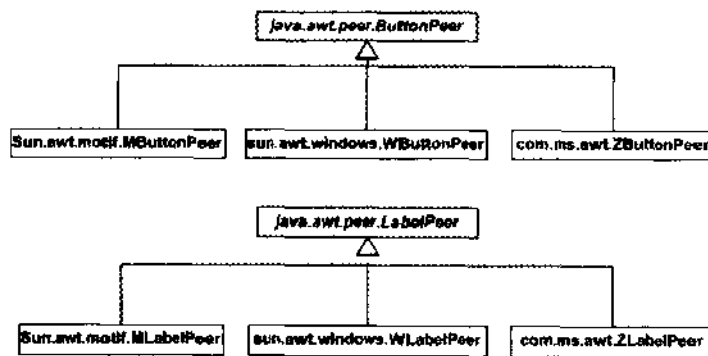 java.awt.peer.ButtonPeer
Sun.awt.motif.MButtonPeer
sun.awt.windows.WButtonPeer
com.ms.awt.ZButtonPeer
java.awt.peer.LabelPeer
Sun.awt.motif.MLabelPeer
sun.awt.windows.WLabelPeer
com.ms.awt.ZLabelPeer